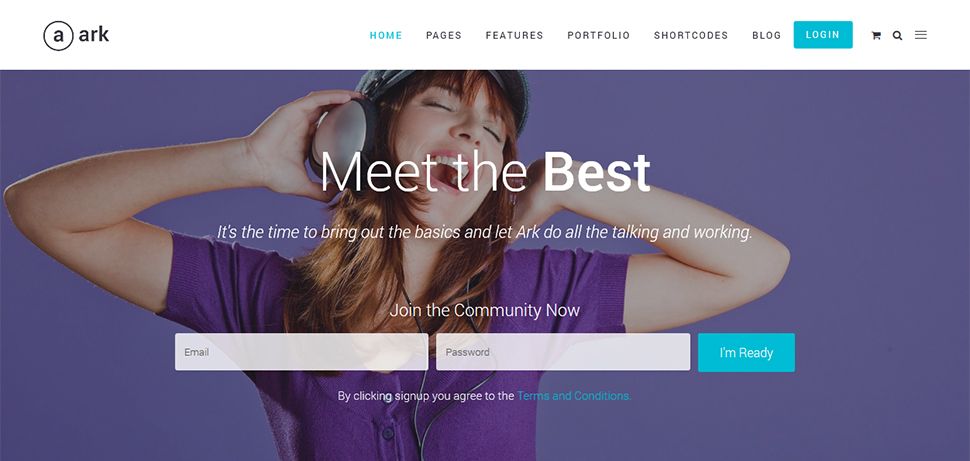 a ark
HOME PAGES FEATURES PORTFOLIO SHORTCODES BLOG LOGIN
Meet the Best
It's the time to bring out the basics and let Ark do all the talking and working.
Join the Community Now
Email Password I'm Ready
By clicking signup you agree to the Terms and Conditions.